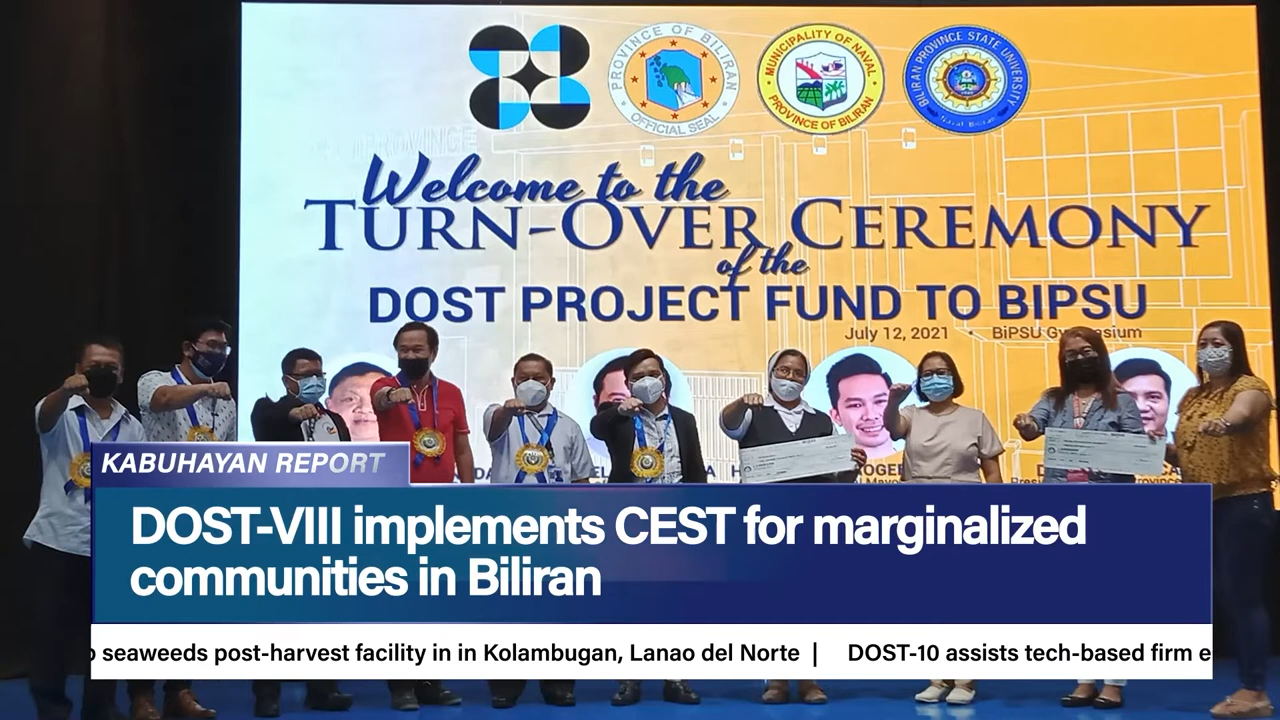 PROVINCE OF BILIRAN
OFFICIAL SEAL
MUNICIPALITY OF NAVAL
PROVINCE OF BILIRAN
BILIRAN PROVINCE STATE UNIVERSITY
Naval, Biliran
Welcome to the
TURN-OVER CEREMONY
of the
DOST PROJECT FUND TO BIPSU
July 12, 2021 • BiPSU Gymnasium
KABUHAYAN REPORT
DOST-VIII implements CEST for marginalized
communities in Biliran
seaweeds post-harvest facility in in Kolambugan, Lanao del Norte | DOST-10 assists tech-based firm e